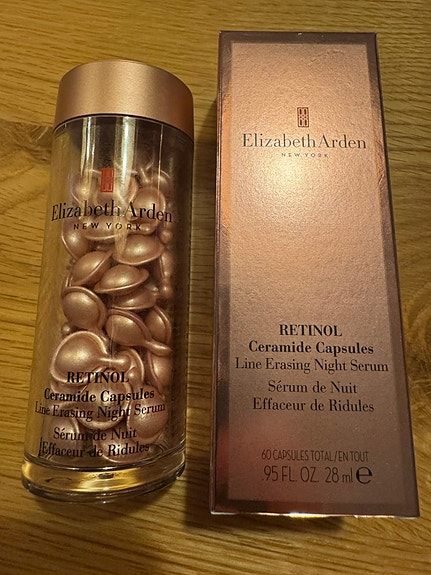 Elizabeth Arden
NEW YORK
RETINOL
Ceramide Capsules
Line Erasing Night Serum
Sérum de Nuit
Effaceur de Ridules
Elizabeth Arden
NEW YORK
RETINOL
Ceramide Capsules
Line Erasing Night Serum
Sérum de Nuit
Effaceur de Ridules
60 CAPSULES TOTAL/EN TOUT
.95 FL. OZ. 28 ml ℮